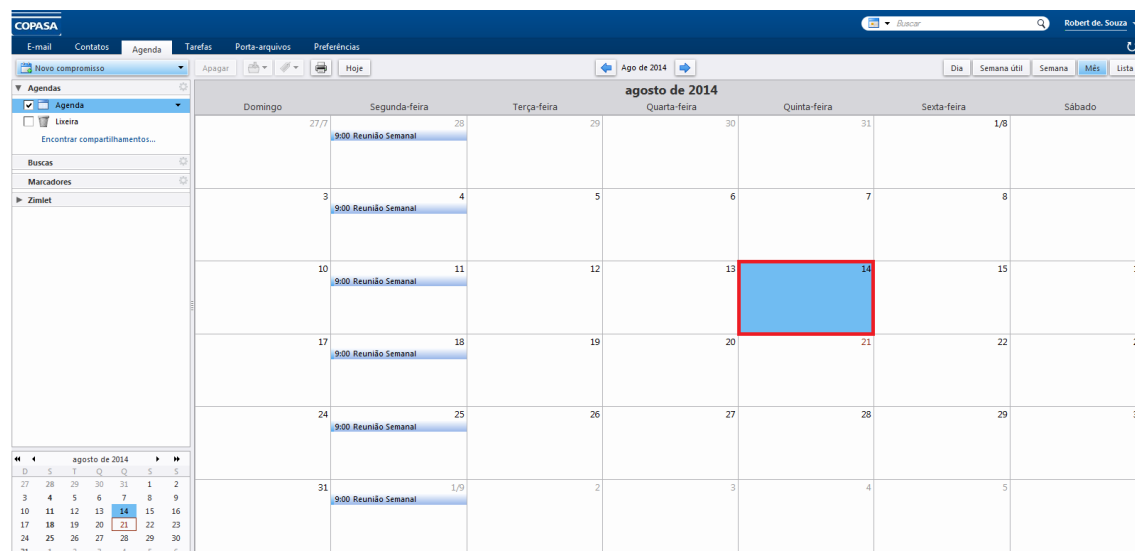 COPASA
Buscar
Robert de. Souza
E-mail Contatos Agenda Tarefas Porta-arquivos Preferências
Novo compromisso Apagar Hoje Ago de 2014 Dia Semana útil Semana Mês Lista
Agendas
agosto de 2014
Agenda
Domingo Segunda-feira Terça-feira Quarta-feira Quinta-feira Sexta-feira Sábado
Lixeira
Encontrar compartilhamentos...
Buscas
Marcadores
Zimlet
27/7 28 29 30 31 1/8
9:00 Reunião Semanal
3 4 5 6 7 8
9:00 Reunião Semanal
10 11 12 13 14 15
9:00 Reunião Semanal
17 18 19 20 21 22
9:00 Reunião Semanal
24 25 26 27 28 29
9:00 Reunião Semanal
31 1/9 2 3 4 5
9:00 Reunião Semanal
agosto de 2014
D S T Q Q S S
27 28 29 30 31 1 2
3 4 5 6 7 8 9
10 11 12 13 14 15 16
17 18 19 20 21 22 23
24 25 26 27 28 29 30